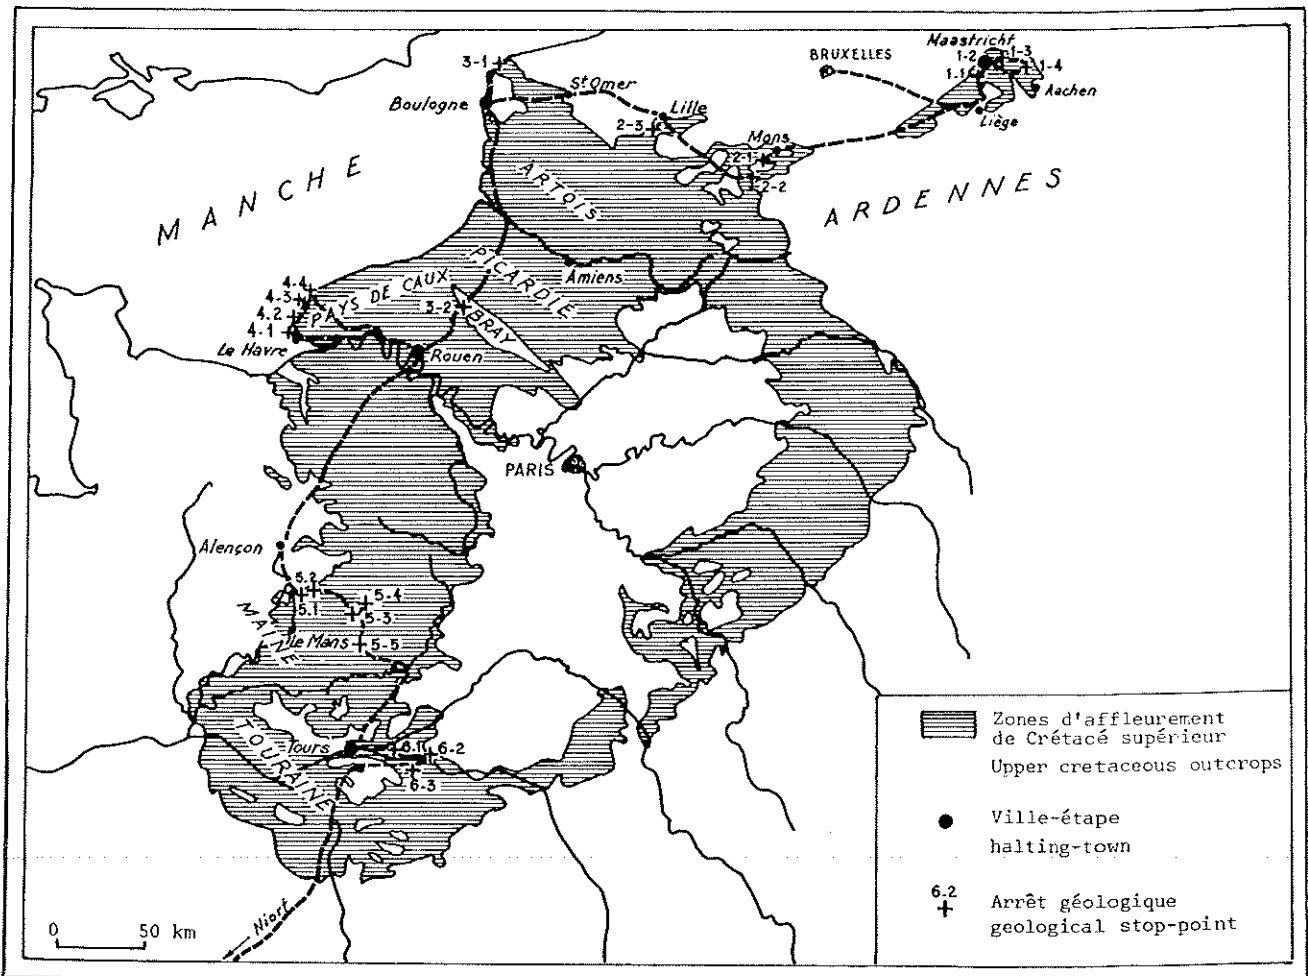 BRUXELLES
Maastricht
1-3
1-2
1-4
1-1
Aachen
Liège
3-1
St Omer
Boulogne
Lille
2-3
Mons
2-1
2-2
MANCHE
ARTOIS
ARDENNES
PICARDIE
Amiens
4-4
4-3
PAYS DE CAUX
4.2
4-1
3-2
BRAY
Le Havre
Rouen
PARIS
Alençon
5.2
5.1
5-4
5-3
MAINE
le Mans
5-5
TOURAINE
Tours
6.1
6-2
6-3
Niort
0 50 km
Zones d'affleurement
de Crétacé supérieur
Upper cretaceous outcrops
Ville-étape
halting-town
6-2
Arrêt géologique
geological stop-point